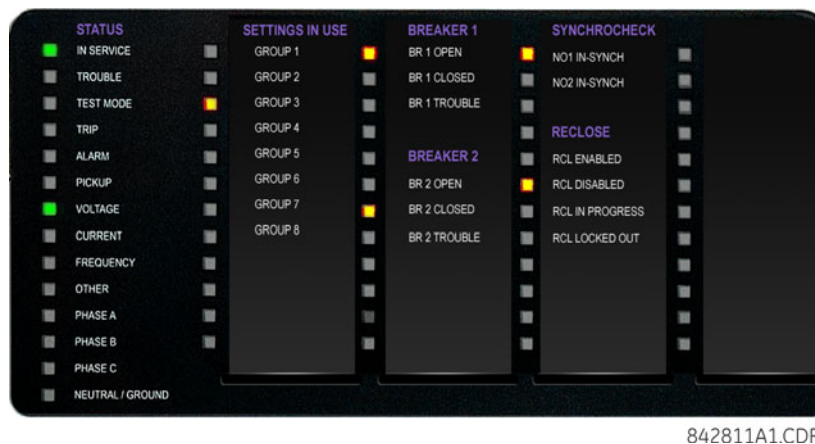 STATUS
IN SERVICE
TROUBLE
TEST MODE
TRIP
ALARM
PICKUP
VOLTAGE
CURRENT
FREQUENCY
OTHER
PHASE A
PHASE B
PHASE C
NEUTRAL / GROUND
SETTINGS IN USE
GROUP 1
GROUP 2
GROUP 3
GROUP 4
GROUP 5
GROUP 6
GROUP 7
GROUP 8
BREAKER 1
BR 1 OPEN
BR 1 CLOSED
BR 1 TROUBLE
BREAKER 2
BR 2 OPEN
BR 2 CLOSED
BR 2 TROUBLE
SYNCHROCHECK
NO1 IN-SYNCH
NO2 IN-SYNCH
RECLOSE
RCL ENABLED
RCL DISABLED
RCL IN PROGRESS
RCL LOCKED OUT
842811A1.CDR